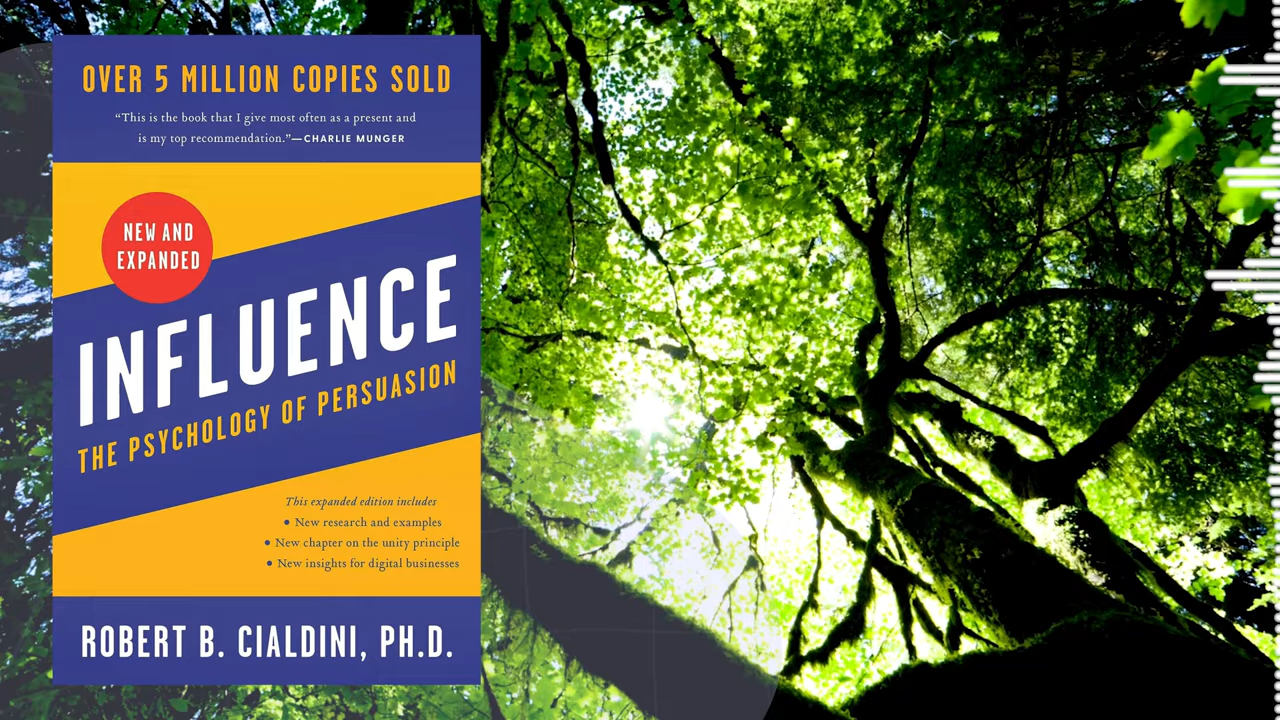 OVER 5 MILLION COPIES SOLD
“This is the book that I give most often as a present and
is my top recommendation.”—CHARLIE MUNGER
NEW AND
EXPANDED
INFLUENCE
THE PSYCHOLOGY OF PERSUASION
This expanded edition includes
• New research and examples
• New chapter on the unity principle
• New insights for digital businesses
ROBERT B. CIALDINI, PH.D.